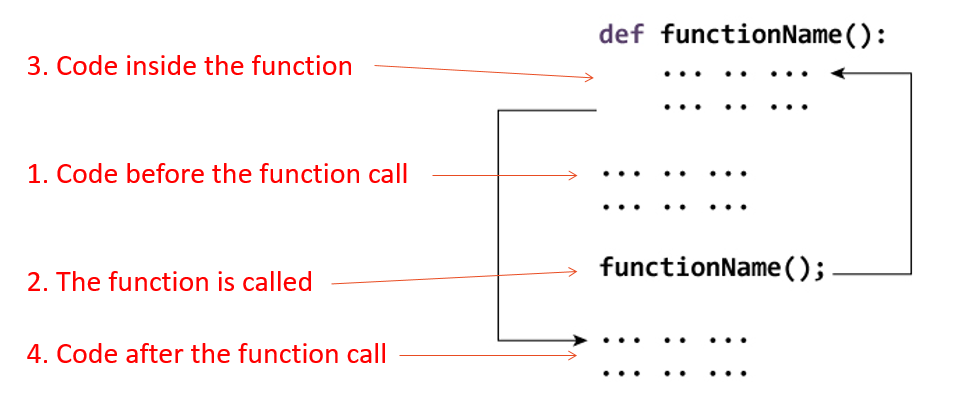 def functionName():
3. Code inside the function
... .. ...
... .. ...
1. Code before the function call
... .. ...
... .. ...
2. The function is called
functionName();
4. Code after the function call
... .. ...
... .. ...